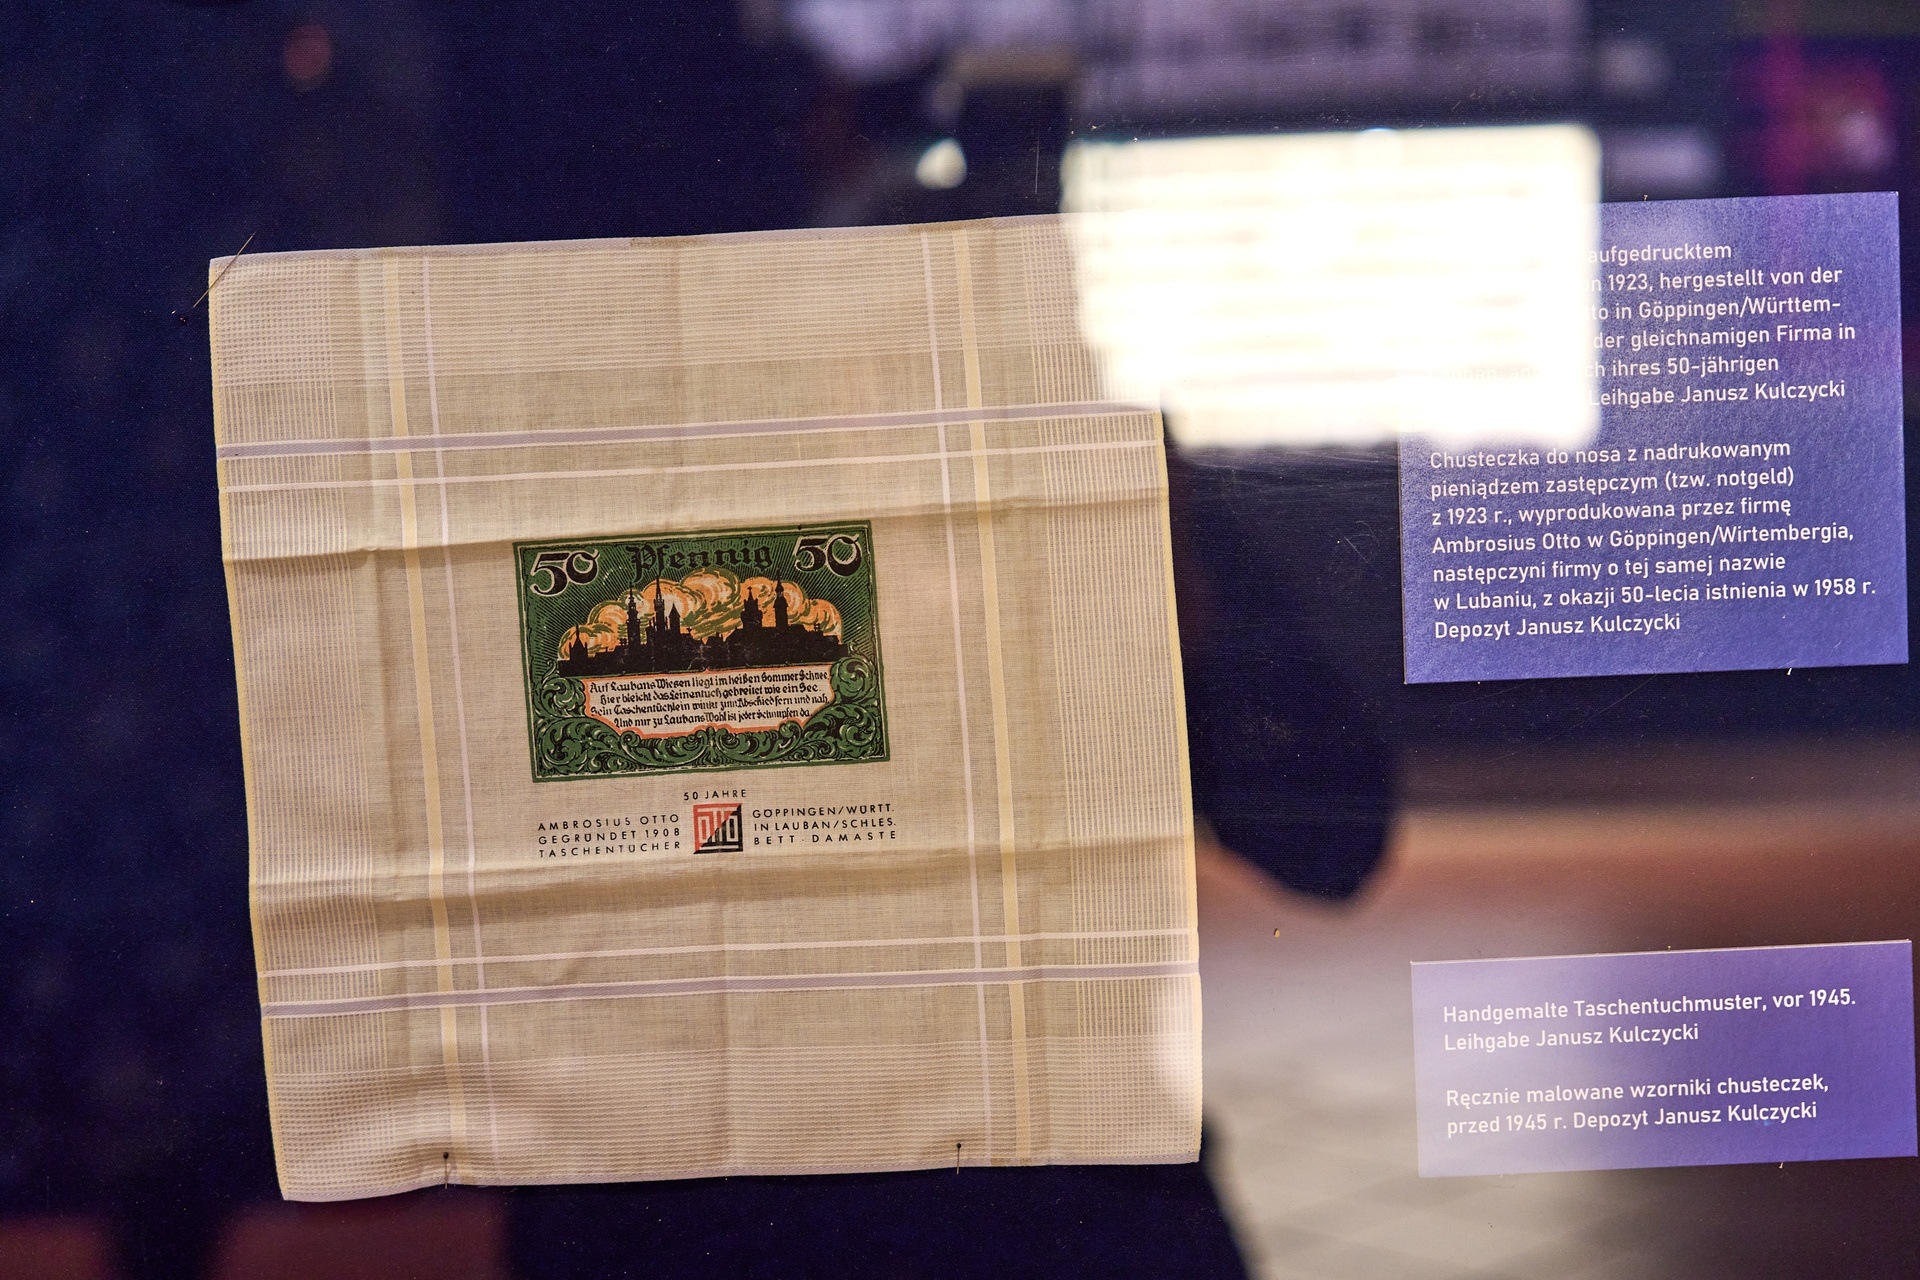 50 Pfennig 50
Auf Laubans Wiesen liegt im heißen Sommer Schnee,
Hier bleicht das Leinentuch gebreitet wie ein See.
Sein Taschentüchlein winkt zum Abschied fern und nah,
Und nur zu Laubans Wohl ist jeder Schnupfen da.
50 JAHRE
AMBROSIUS OTTO
GEGRÜNDET 1908
TASCHENTÜCHER
OTTO
GÖPPINGEN/WÜRTT.
IN LAUBAN/SCHLES.
BETT-DAMASTE
aufgedrucktem
1923, hergestellt von der
in Göppingen/Württem-
der gleichnamigen Firma in
ihres 50-jährigen
Leihgabe Janusz Kulczycki
Chusteczka do nosa z nadrukowanym
pieniądzem zastępczym (tzw. notgeld)
z 1923 r., wyprodukowana przez firmę
Ambrosius Otto w Göppingen/Wirtembergia,
następczyni firmy o tej samej nazwie
w Lubaniu, z okazji 50-lecia istnienia w 1958 r.
Depozyt Janusz Kulczycki
Handgemalte Taschentuchmuster, vor 1945.
Leihgabe Janusz Kulczycki
Ręcznie malowane wzorniki chusteczek,
przed 1945 r. Depozyt Janusz Kulczycki